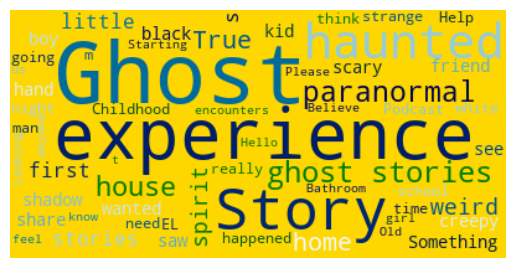 s
little black True kid think strange Help
boy Starting
going m Ghost Please scary haunted friend
hand paranormal
night Childhood encounters Believe Podcast white
man experience
t Hello see
first house really ghost stories
shadow spirit Bathroom school
share know wanted need EL Story time weird
girl creepy
feel stories saw happened home Old Something